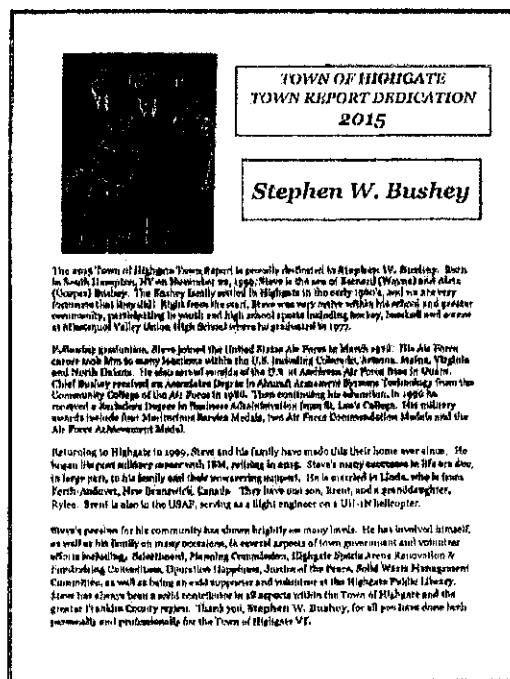 TOWN OF HIGHGATE
TOWN REPORT DEDICATION
2015
Stephen W. Bushey
The 2015 Town of Highgate Town Report is proudly dedicated to Stephen W. Bushey. Born
in South Hampton, NY on November 1959, Steve is the son of Bernard (Wayne) and
Bushey. The Bushey family settled in Highgate in the early 1960's, and we are very
fortunate that they did! Right from the start, Steve was very active within his school and greater
community, participating in youth and high school sports including hockey, baseball and soccer
at Missisquoi Valley Union High School where he graduated in 1977.
Following graduation, Steve joined the United States Air Force in March 1978. His Air Force
career took him to many locations within the U.S. including Colorado, Arizona, Maine, Virginia
and North Dakota. He also served outside of the U.S. at Andersen Air Force Base in Guam.
Chief Bushey received an Associates Degree in Aircraft Armament Systems Technology from the
Community College of the Air Force in 1986. Then continuing his education, in 1996 he
received a Bachelors Degree in Business Administration from St. Leo's College. His military
awards include four Meritorious Service Medals, two Air Force Commendation Medals and the
Air Force Achievement Medal.
Returning to Highgate in 1999, Steve and his family have made this their home ever since. He
began his post military career with IBM, retiring in 2015. Steve's many successes in life are due,
in large part, to his family and their unwavering support. He is married to Linda, who is from
Perth-Andover, New Brunswick, Canada. They have one son, Brent, and a granddaughter,
Rylee. Brent is also in the USAF, serving as a flight engineer on a UH-1N helicopter.
Steve's passion for his community has shown brightly on many levels. He has involved himself,
as well as his family on many occasions, in several aspects of town government and volunteer
efforts including, Selectboard, Planning Commission, Highgate Sports Arena Renovation &
Fundraising Committees, Operation Happiness, Justice of the Peace, Solid Waste Management
Committee, as well as being an avid supporter and volunteer at the Highgate Public Library.
Steve has always been a solid contributor in all aspects within the Town of Highgate and the
greater Franklin County region. Thank you, Stephen W. Bushey, for all you have done both
personally and professionally for the Town of Highgate VT.